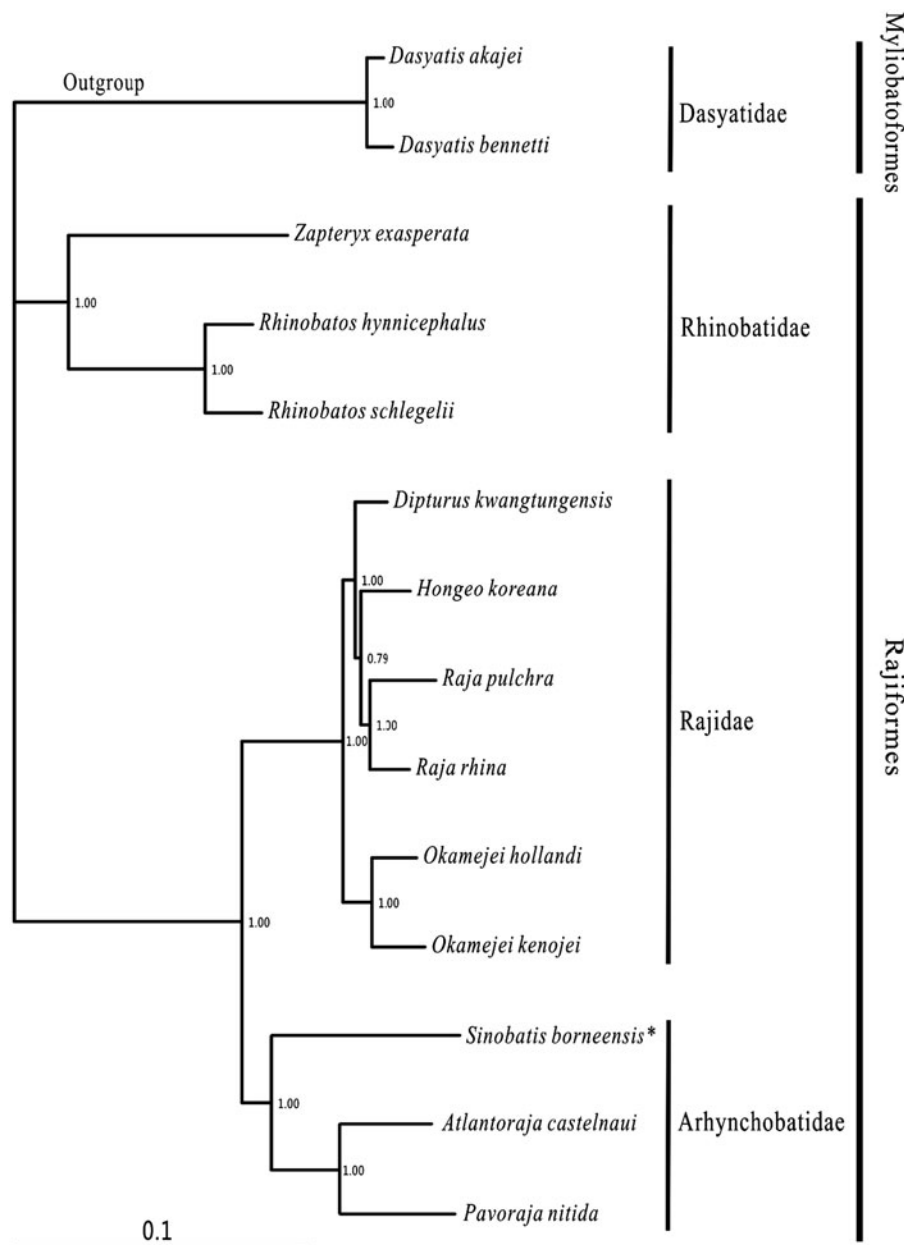 Outgroup
Dasyatis akajei
1.00
Dasyatis bennetti
Dasyatidae
Myliobatoformes
Zapteryx exasperata
1.00
Rhinobatos hynnicephalus
1.00
Rhinobatos schlegelii
Rhinobatidae
Dipturus kwangtungensis
1.00
Hongeo koreana
0.79
Raja pulchra
1.00
1.00
Raja rhina
Rajidae
Rajiformes
Okamejei hollandi
1.00
Okamejei kenojei
1.00
Sinobatis borneensis*
1.00
Atlantoraja castelnaui
Arhynchobatidae
1.00
Pavoraja nitida
0.1